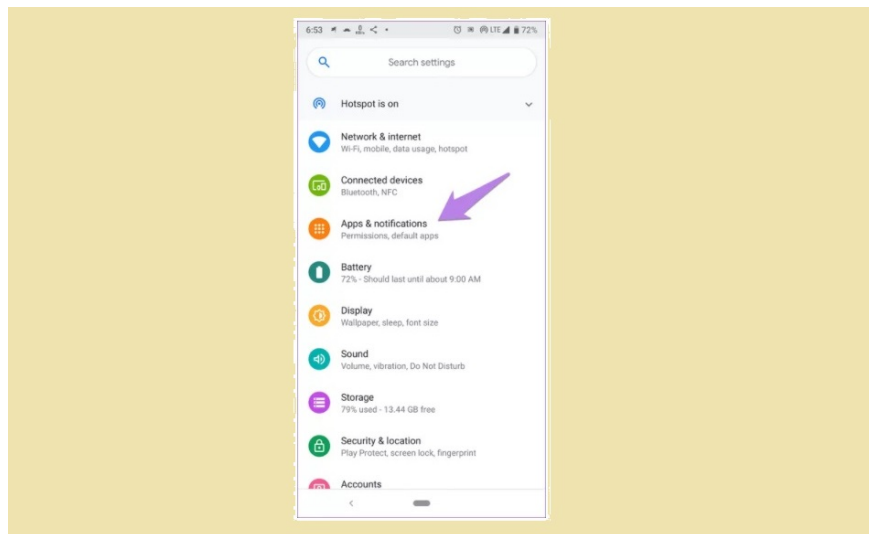 6:53 LTE 72%
Search settings
Hotspot is on
Network & internet
Wi-Fi, mobile, data usage, hotspot
Connected devices
Bluetooth, NFC
Apps & notifications
Permissions, default apps
Battery
72% - Should last until about 9:00 AM
Display
Wallpaper, sleep, font size
Sound
Volume, vibration, Do Not Disturb
Storage
79% used - 13.44 GB free
Security & location
Play Protect, screen lock, fingerprint
Accounts